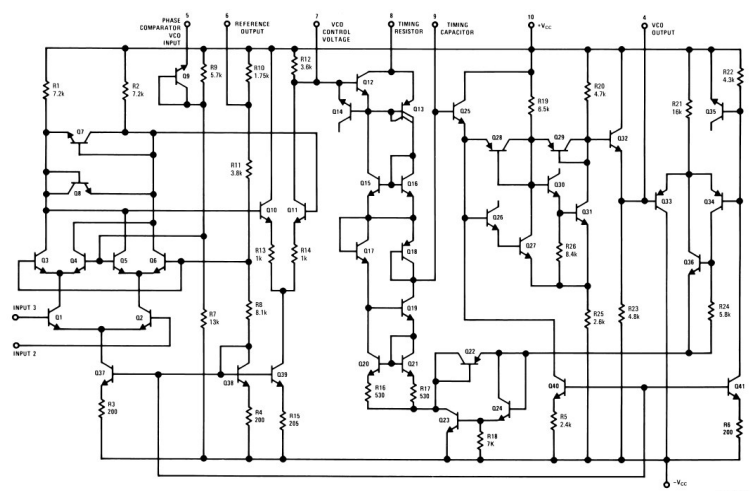 PHASE
COMPARATOR
VCO
INPUT
5
6
REFERENCE
OUTPUT
7
VCO
CONTROL
VOLTAGE
8
TIMING
RESISTOR
9
TIMING
CAPACITOR
10
+VCC
4
VCO
OUTPUT
R1
7.2k
R2
7.2k
Q9
R9
5.7k
R10
1.75k
R12
3.6k
Q12
Q14
Q13
Q25
R19
6.5k
R20
4.7k
R21
16k
R22
4.3k
Q35
Q7
Q8
R11
3.8k
Q28
Q29
Q32
Q10
Q11
Q15
Q16
Q30
Q31
Q33
Q34
Q3
Q4
Q5
Q6
R13
1k
R14
1k
Q17
Q18
Q26
Q27
R26
8.4k
Q36
INPUT 3
Q1
Q2
INPUT 2
R7
13k
R8
8.1k
Q19
R25
2.6k
R23
4.8k
R24
5.8k
Q37
Q38
Q39
Q20
Q21
Q22
Q40
Q41
R3
200
R4
200
R15
205
R16
530
R17
530
Q23
Q24
R18
7K
R5
2.4k
R6
200
−VCC